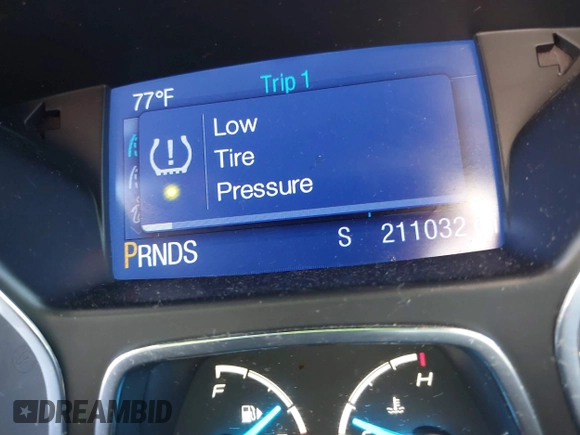 Trip 1
77°F
Low
Tire
Pressure
PRNDS
S 211032
F
H
DREAMBID